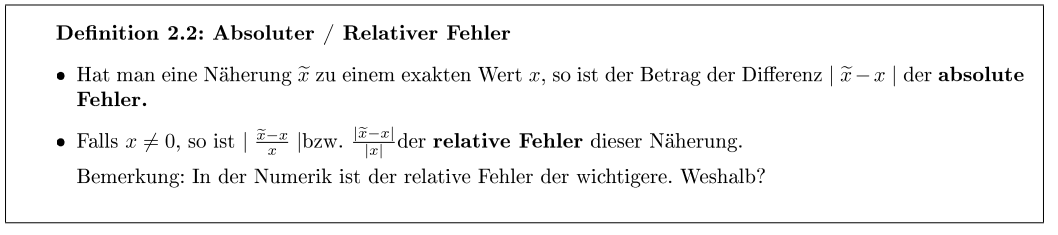 Definition 2.2: Absoluter / Relativer Fehler
• Hat man eine Näherung x̃ zu einem exakten Wert x, so ist der Betrag der Differenz | x̃ − x | der absolute
Fehler.
• Falls x ≠ 0, so ist | (x̃−x)/x |bzw. |x̃−x|/|x| der relative Fehler dieser Näherung.
Bemerkung: In der Numerik ist der relative Fehler der wichtigere. Weshalb?